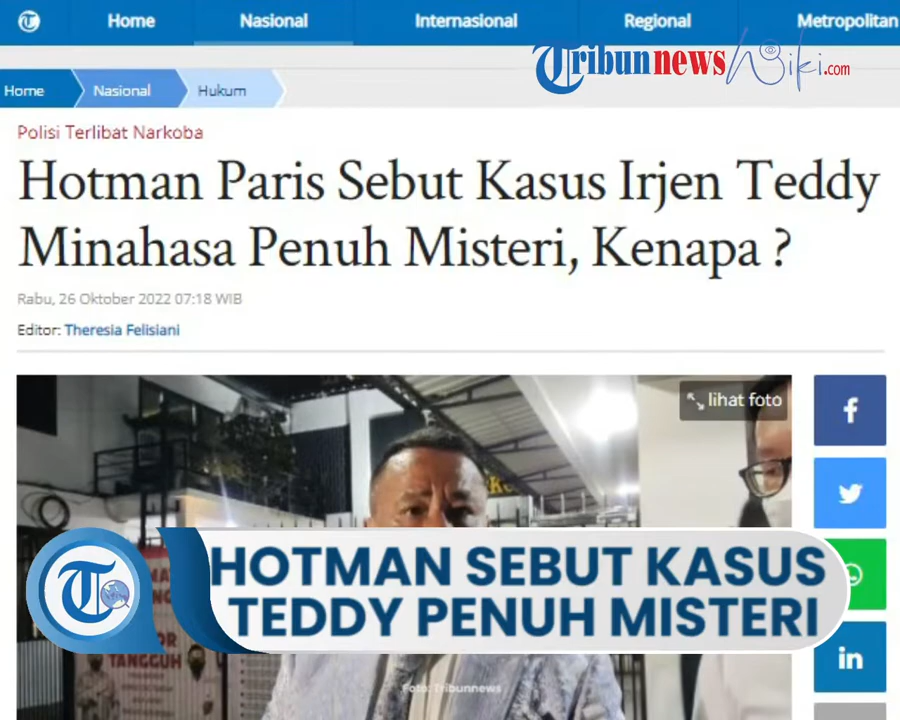 Home Nasional Internasional Regional Metropolitan
Tribunnews Wiki.com
Home Nasional Hukum
Polisi Terlibat Narkoba
Hotman Paris Sebut Kasus Irjen Teddy
Minahasa Penuh Misteri, Kenapa ?
Rabu, 26 Oktober 2022 07:18 WIB
Editor: Theresia Felisiani
lihat foto
HOTMAN SEBUT KASUS
TEDDY PENUH MISTERI
TANGGUH
Foto: Tribunnews